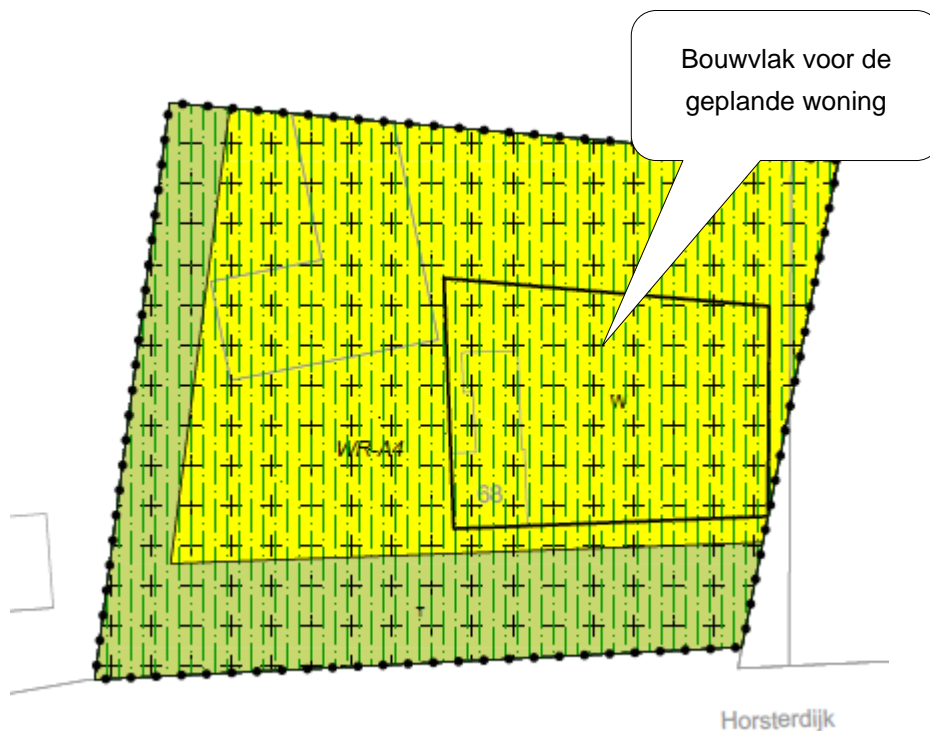 Bouwvlak voor de
geplande woning
W
WR-A4
68
T
Horsterdijk